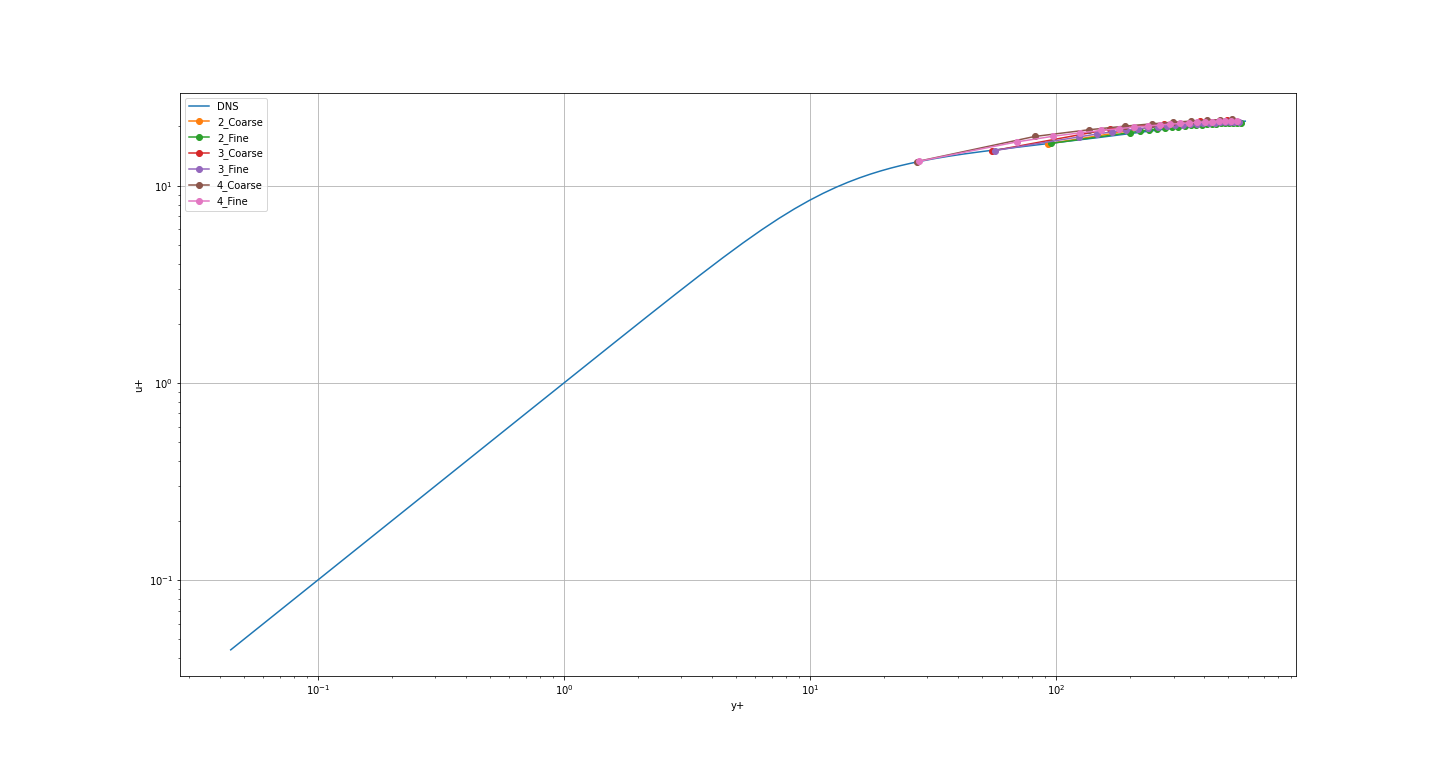 DNS
2_Coarse
2_Fine
3_Coarse
3_Fine
4_Coarse
4_Fine
10¹
10⁰
10⁻¹
u+
10⁻¹
10⁰
10¹
10²
y+